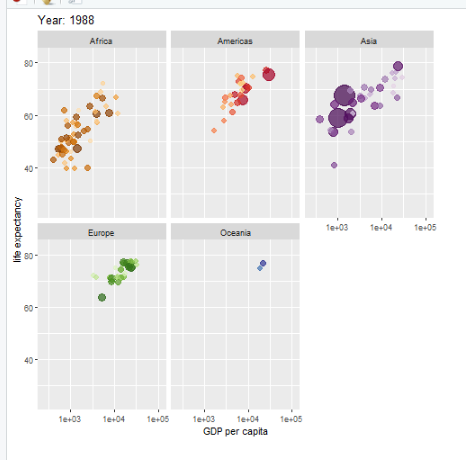 Year: 1988
Africa Americas Asia
80
60
40
life expectancy
1e+03 1e+04 1e+05
Europe Oceania
80
60
40
1e+03 1e+04 1e+05 1e+03 1e+04 1e+05
GDP per capita